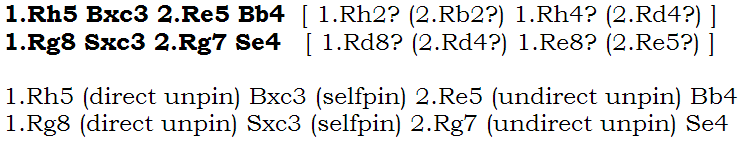 1.Rh5 Bxc3 2.Re5 Bb4 [ 1.Rh2? (2.Rb2?) 1.Rh4? (2.Rd4?) ]
1.Rg8 Sxc3 2.Rg7 Se4 [ 1.Rd8? (2.Rd4?) 1.Re8? (2.Re5?) ]
1.Rh5 (direct unpin) Bxc3 (selfpin) 2.Re5 (undirect unpin) Bb4
1.Rg8 (direct unpin) Sxc3 (selfpin) 2.Rg7 (undirect unpin) Se4